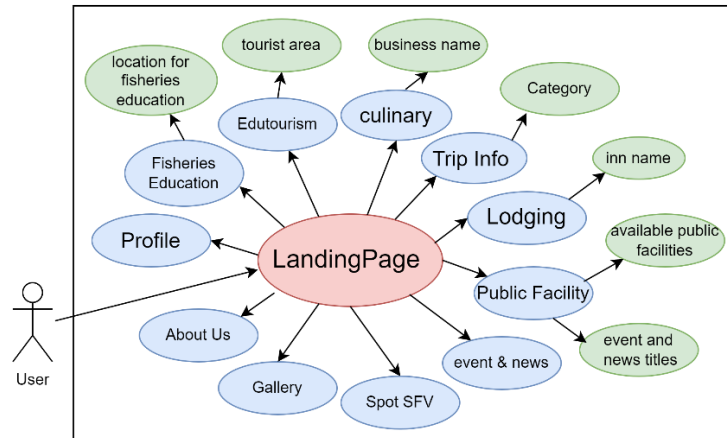 tourist area
business name
location for
fisheries
education
Category
Edutourism
culinary
Fisheries
Education
Trip Info
inn name
Lodging
Profile
LandingPage
available public
facilities
Public Facility
About Us
event & news
event and
news titles
Gallery
Spot SFV
User